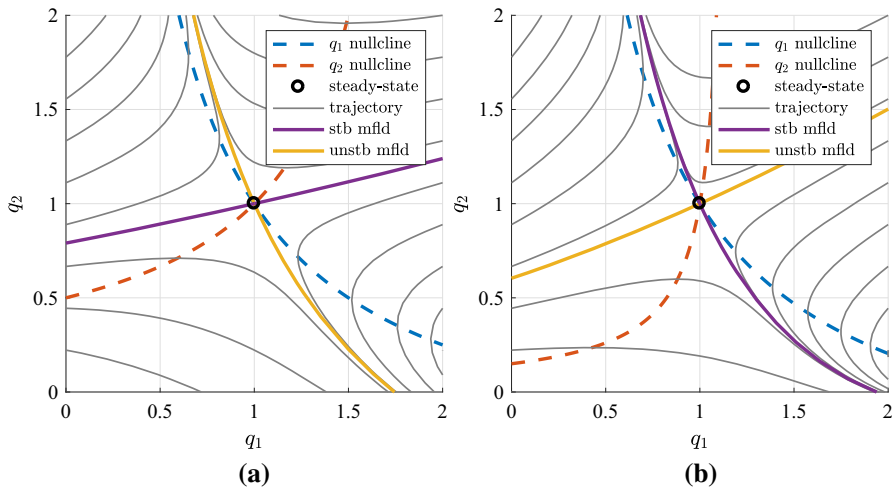 2
1.5
1
0.5
0
q2
0 0.5 1 1.5 2
q1
q1 nullcline
q2 nullcline
steady-state
trajectory
stb mfld
unstb mfld
(a)
2
1.5
1
0.5
0
q2
0 0.5 1 1.5 2
q1
q1 nullcline
q2 nullcline
steady-state
trajectory
stb mfld
unstb mfld
(b)